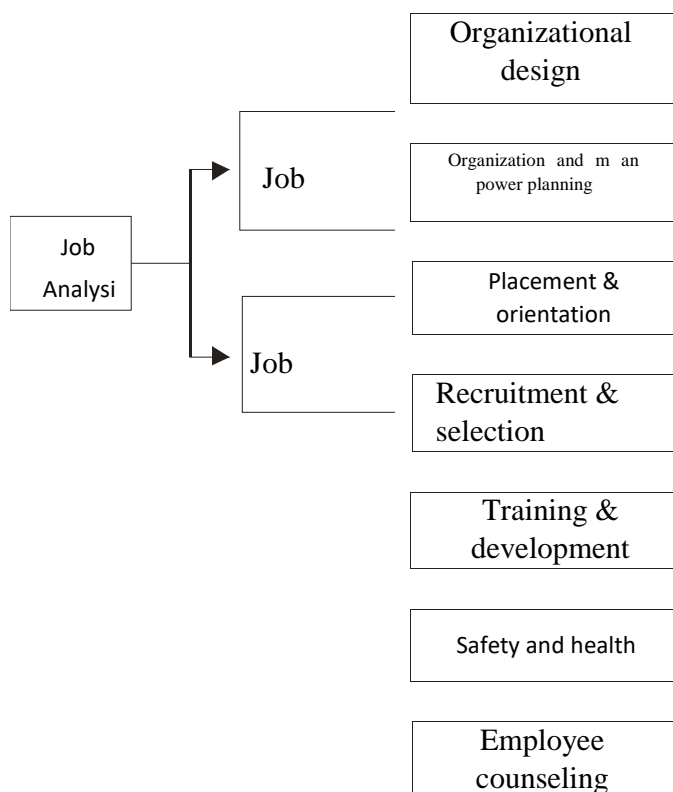 Organizational
design
Job
Organization and m an
power planning
Job
Analysi
Placement &
orientation
Job
Recruitment &
selection
Training &
development
Safety and health
Employee
counseling